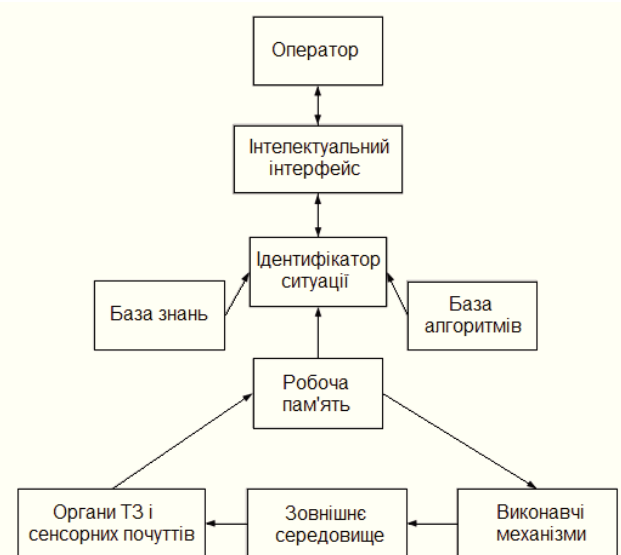 Оператор
Інтелектуальний
інтерфейс
Ідентифікатор
ситуації
База знань
База
алгоритмів
Робоча
пам'ять
Органи ТЗ і
сенсорних почуттів
Зовнішнє
середовище
Виконавчі
механізми